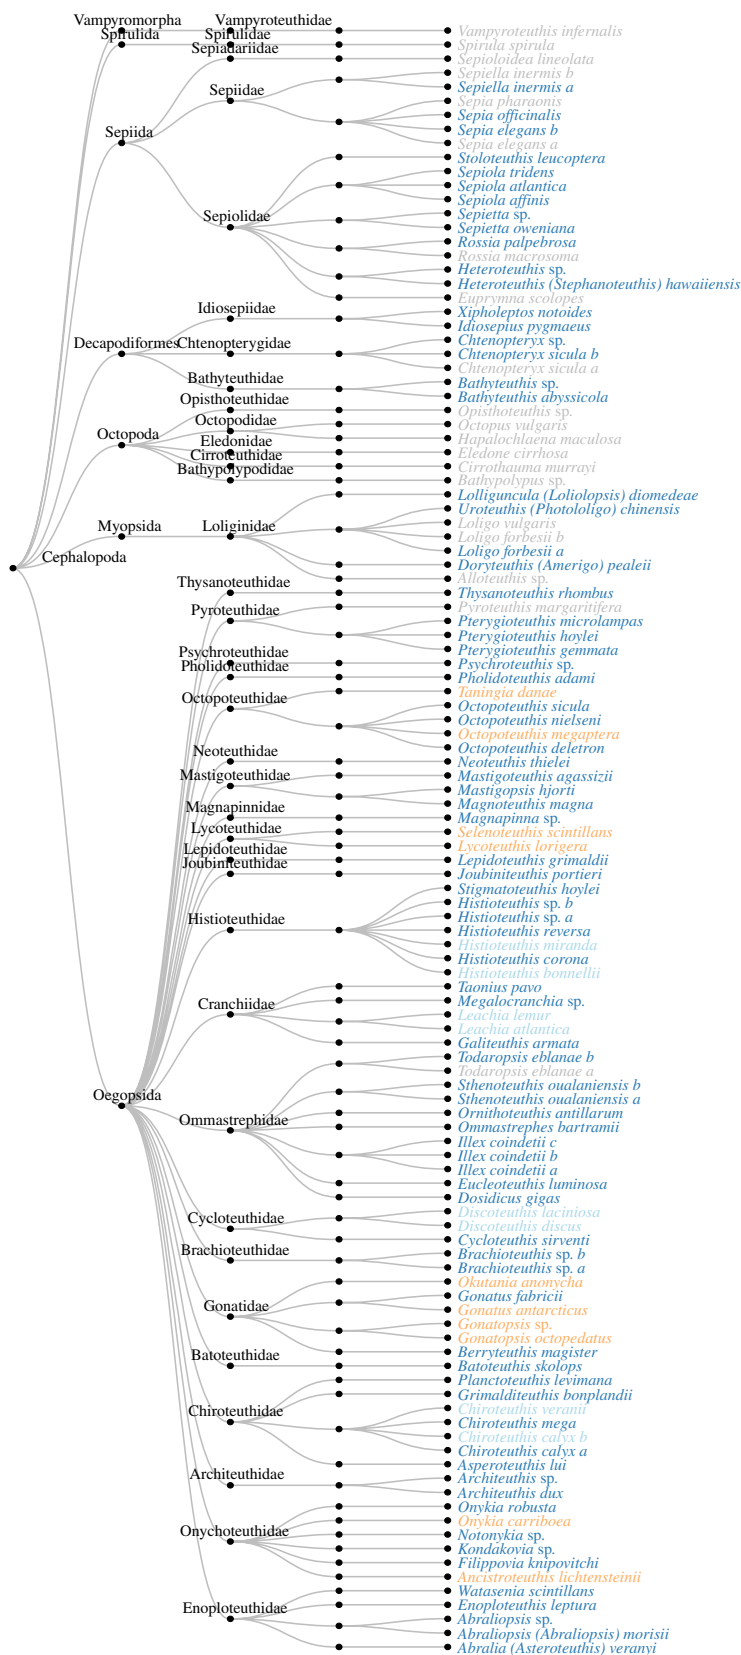 Vampyromorpha
Vampyroteuthidae
Vampyroteuthis infernalis
Spirulida
Spirulidae
Spirula spirula
Sepiadariidae
Sepioloidea lineolata
Sepiella inermis b
Sepiidae
Sepiella inermis a
Sepia pharaonis
Sepia officinalis
Sepia elegans b
Sepiida
Sepia elegans a
Stoloteuthis leucoptera
Sepiola tridens
Sepiola atlantica
Sepiola affinis
Sepiolidae
Sepietta sp.
Sepietta oweniana
Rossia palpebrosa
Rossia macrosoma
Heteroteuthis sp.
Heteroteuthis (Stephanoteuthis) hawaiiensis
Euprymna scolopes
Idiosepiidae
Xipholeptos notoides
Idiosepius pygmaeus
Decapodiformes
Chtenopterygidae
Chtenopteryx sp.
Chtenopteryx sicula b
Chtenopteryx sicula a
Bathyteuthidae
Bathyteuthis sp.
Bathyteuthis abyssicola
Opisthoteuthidae
Opisthoteuthis sp.
Octopodidae
Octopus vulgaris
Octopoda
Hapalochlaena maculosa
Eledonidae
Eledone cirrhosa
Cirroteuthidae
Cirrothauma murrayi
Bathypolypodidae
Bathypolypus sp.
Lolliguncula (Loliolopsis) diomedeae
Uroteuthis (Photololigo) chinensis
Myopsida
Loliginidae
Loligo vulgaris
Loligo forbesii b
Loligo forbesii a
Cephalopoda
Doryteuthis (Amerigo) pealeii
Alloteuthis sp.
Thysanoteuthidae
Thysanoteuthis rhombus
Pyroteuthidae
Pyroteuthis margaritifera
Pterygioteuthis microlampas
Pterygioteuthis hoylei
Pterygioteuthis gemmata
Psychroteuthidae
Psychroteuthis sp.
Pholidoteuthidae
Pholidoteuthis adami
Taningia danae
Octopoteuthidae
Octopoteuthis sicula
Octopoteuthis nielseni
Octopoteuthis megaptera
Octopoteuthis deletron
Neoteuthidae
Neoteuthis thielei
Mastigoteuthidae
Mastigoteuthis agassizii
Mastigopsis hjorti
Magnoteuthis magna
Magnapinnidae
Magnapinna sp.
Lycoteuthidae
Selenoteuthis scintillans
Lycoteuthis lorigera
Lepidoteuthidae
Lepidoteuthis grimaldii
Joubiniteuthidae
Joubiniteuthis portieri
Stigmatoteuthis hoylei
Histioteuthis sp. b
Histioteuthis sp. a
Histioteuthidae
Histioteuthis reversa
Histioteuthis miranda
Histioteuthis corona
Histioteuthis bonnellii
Taonius pavo
Cranchiidae
Megalocranchia sp.
Leachia lemur
Leachia atlantica
Galiteuthis armata
Todaropsis eblanae b
Todaropsis eblanae a
Sthenoteuthis oualaniensis b
Oegopsida
Sthenoteuthis oualaniensis a
Ornithoteuthis antillarum
Ommastrephidae
Ommastrephes bartramii
Illex coindetii c
Illex coindetii b
Illex coindetii a
Eucleoteuthis luminosa
Dosidicus gigas
Cycloteuthidae
Discoteuthis laciniosa
Discoteuthis discus
Cycloteuthis sirventi
Brachioteuthidae
Brachioteuthis sp. b
Brachioteuthis sp. a
Okutania anonycha
Gonatus fabricii
Gonatidae
Gonatus antarcticus
Gonatopsis sp.
Gonatopsis octopedatus
Berryteuthis magister
Batoteuthidae
Batoteuthis skolops
Planctoteuthis levimana
Grimalditeuthis bonplandii
Chiroteuthidae
Chiroteuthis veranii
Chiroteuthis mega
Chiroteuthis calyx b
Chiroteuthis calyx a
Asperoteuthis lui
Architeuthidae
Architeuthis sp.
Architeuthis dux
Onykia robusta
Onykia carriboea
Onychoteuthidae
Notonykia sp.
Kondakovia sp.
Filippovia knipovitchi
Ancistroteuthis lichtensteinii
Watasenia scintillans
Enoploteuthidae
Enoploteuthis leptura
Abraliopsis sp.
Abraliopsis (Abraliopsis) morisii
Abralia (Asteroteuthis) veranyi